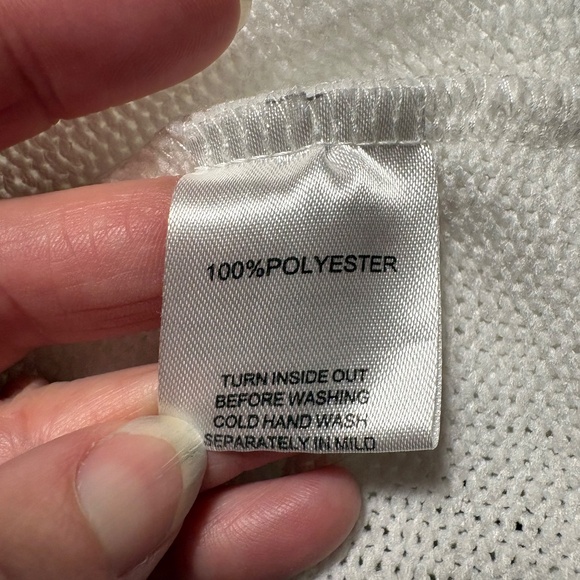 100%POLYESTER
TURN INSIDE OUT
BEFORE WASHING
COLD HAND WASH
SEPARATELY IN MILD